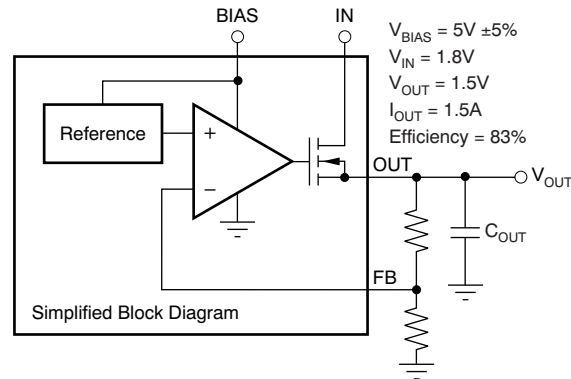 BIAS
IN
V_BIAS = 5V ±5%
V_IN = 1.8V
V_OUT = 1.5V
I_OUT = 1.5A
Efficiency = 83%
Reference
+
−
OUT
V_OUT
C_OUT
FB
Simplified Block Diagram